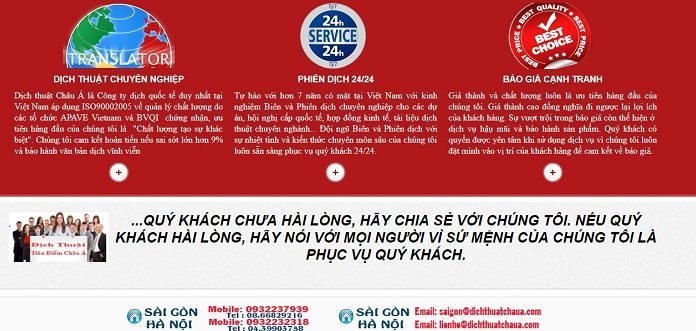 TRANSLATOR
24h
SERVICE
24h
BEST PRICE
BEST QUALITY
BEST CHOICE
DỊCH THUẬT CHUYÊN NGHIỆP
Dịch thuật Châu Á là Công ty dịch quốc tế duy nhất tại
Việt Nam áp dụng ISO90002005 về quản lý chất lượng do
các tổ chức APAVE Vietnam và BVQI chứng nhận, ưu
tiên hàng đầu của chúng tôi là "Chất lượng tạo sự khác
biệt". Chúng tôi cam kết hoàn tiền nếu sai sót lớn hơn 9%
và bảo hành văn bản dịch vĩnh viễn
PHIÊN DỊCH 24/24
Tự hào với hơn 7 năm có mặt tại Việt Nam với kinh
nghiệm Biên và Phiên dịch chuyên nghiệp cho các dự
án, hội nghị cấp quốc tế, hợp đồng kinh tế, tài liệu dịch
thuật chuyên nghành... Đội ngũ Biên và Phiên dịch với
sự nhiệt tình và kiến thức chuyên môn sâu của chúng tôi
luôn sẵn sàng phục vụ quý khách 24/24.
BÁO GIÁ CẠNH TRANH
Giá thành và chất lượng luôn là ưu tiên hàng đầu của
chúng tôi. Giá thành cao đồng nghĩa đi ngược lại lợi ích
của khách hàng. Sự vượt trội trong báo giá còn thể hiện ở
dịch vụ hậu mãi và bảo hành sản phẩm. Quý khách có
quyền được yên tâm khi sử dụng dịch vụ vì chúng tôi luôn
đặt mình vào vị trí của khách hàng để cam kết về báo giá.
Dịch Thuật
Tiêu Điểm Châu Á
...QUÝ KHÁCH CHƯA HÀI LÒNG, HÃY CHIA SẺ VỚI CHÚNG TÔI. NẾU QUÝ
KHÁCH HÀI LÒNG, HÃY NÓI VỚI MỌI NGƯỜI VÌ SỨ MỆNH CỦA CHÚNG TÔI LÀ
PHỤC VỤ QUÝ KHÁCH.
SÀI GÒN
HÀ NỘI
Mobile: 0932237939
Tel : 08.66829216
Mobile: 0932232318
Tel : 04.39903758
SÀI GÒN
HÀ NỘI
Email: saigon@dichthuatchaua.com
Email: lienhe@dichthuatchaua.com